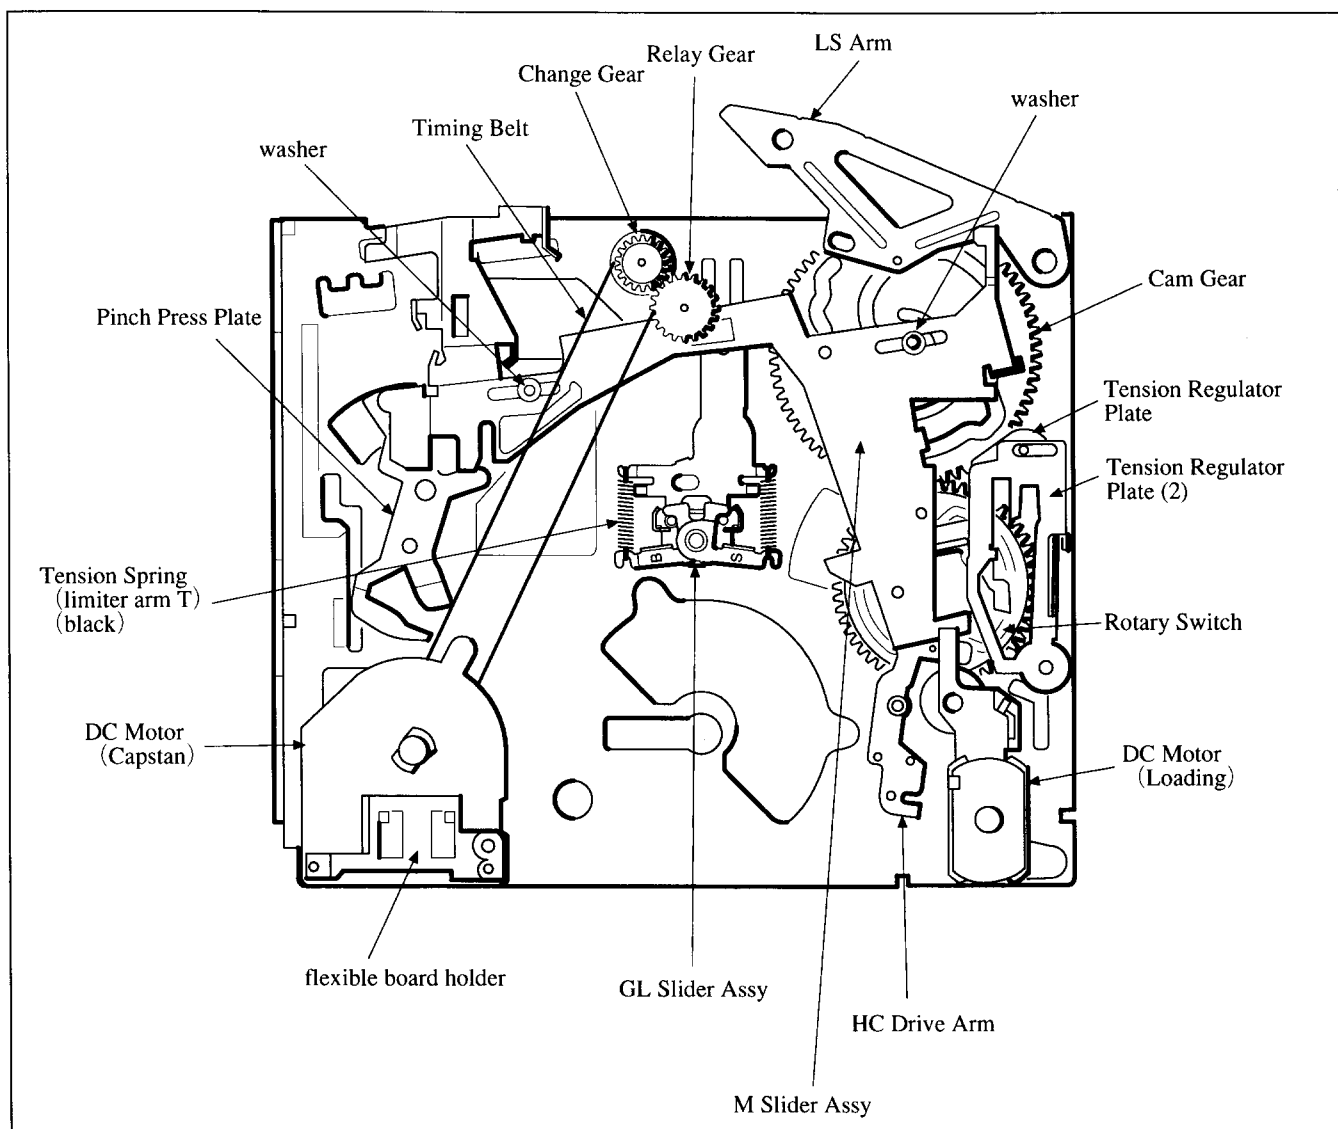 LS Arm
Relay Gear
Change Gear
washer
Timing Belt
washer
Cam Gear
Pinch Press Plate
Tension Regulator
Plate
Tension Regulator
Plate (2)
B S
Tension Spring
(limiter arm T)
(black)
Rotary Switch
DC Motor
(Capstan)
DC Motor
(Loading)
flexible board holder
GL Slider Assy
HC Drive Arm
M Slider Assy